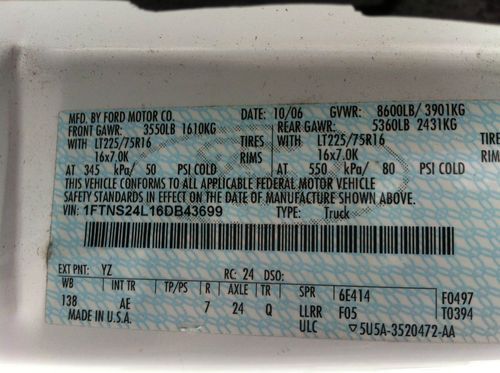 MFD. BY FORD MOTOR CO. DATE: 10/06 GVWR: 8600LB/ 3901KG
FRONT GAWR: 3550LB 1610KG REAR GAWR: 5360LB 2431KG
WITH LT225/75R16 TIRES WITH LT225/75R16 TIRES
16x7.0K RIMS 16x7.0K RIMS
AT 345 kPa/ 50 PSI COLD AT 550 kPa/ 80 PSI COLD
THIS VEHICLE CONFORMS TO ALL APPLICABLE FEDERAL MOTOR VEHICLE
SAFETY STANDARDS IN EFFECT ON THE DATE OF MANUFACTURE SHOWN ABOVE.
VIN: 1FTNS24L16DB43699 TYPE: Truck
EXT PNT: YZ RC: 24 DSO:
WB INT TR TP/PS R AXLE TR SPR 6E414 F0497
138 AE 7 24 Q LLRR F05 T0394
MADE IN U.S.A. ULC 5U5A-3520472-AA